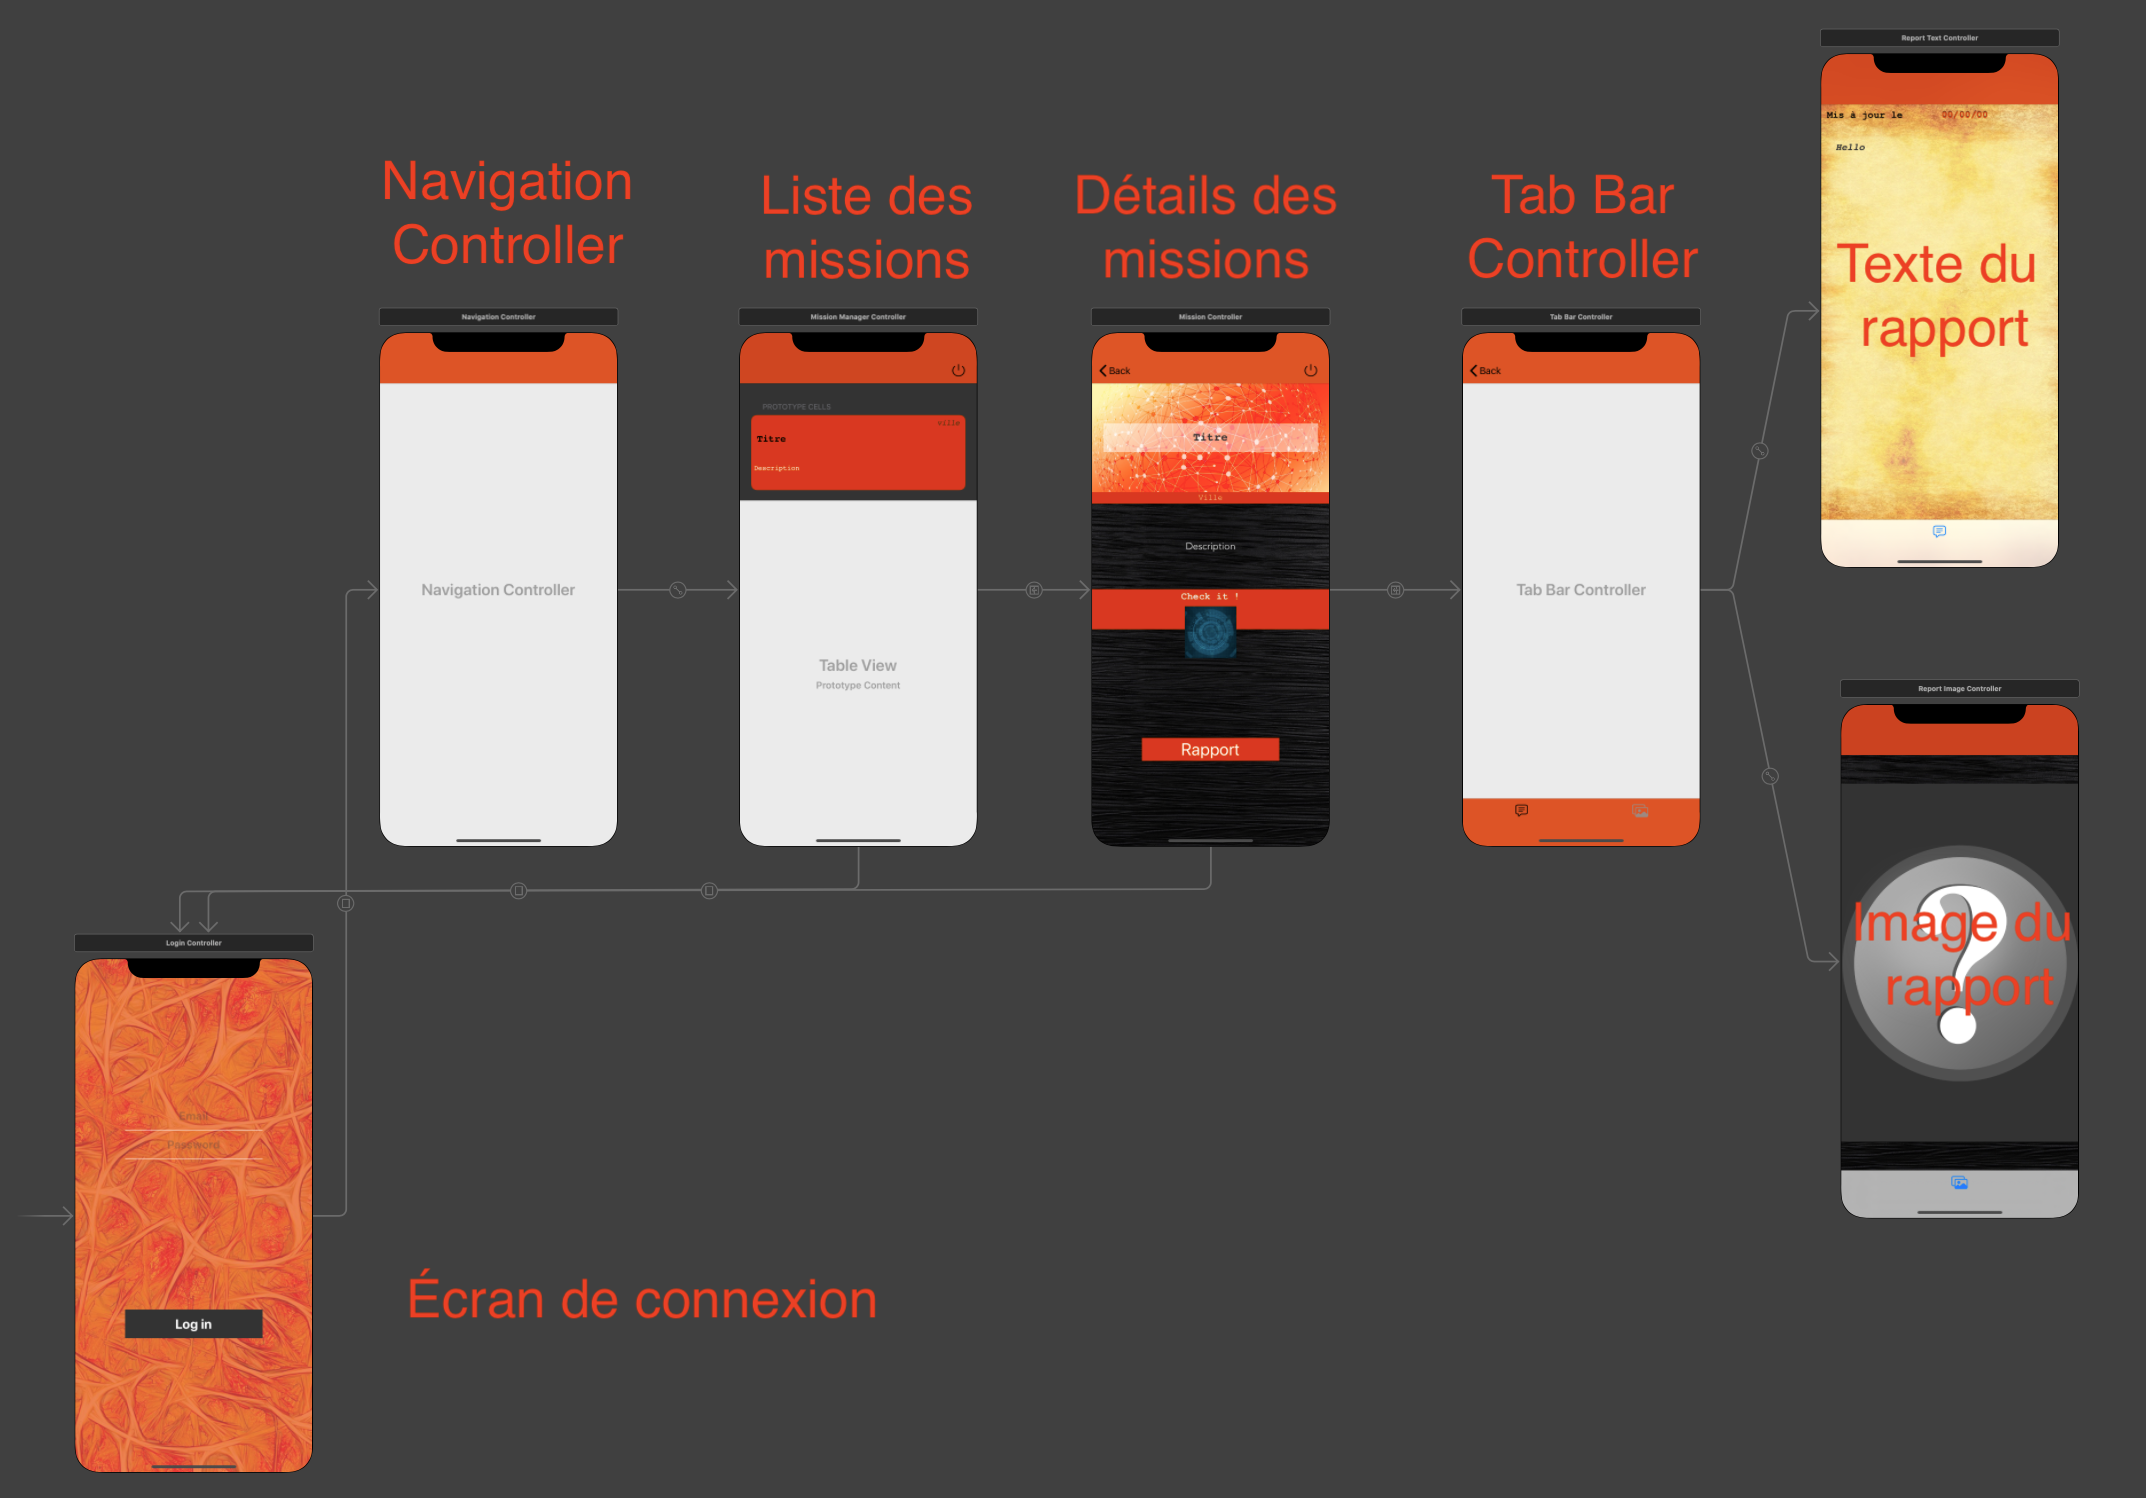 Report Text Controller
Mis à jour le 00/00/00
Hello
Texte du
rapport
Navigation
Controller
Liste des
missions
Détails des
missions
Tab Bar
Controller
Navigation Controller
Navigation Controller
Mission Manager Controller
PROTOTYPE CELLS
Ville
Titre
Description
Table View
Prototype Content
Mission Controller
Back
Titre
Ville
Description
Check it !
Rapport
Tab Bar Controller
Back
Tab Bar Controller
Report Image Controller
Image du
rapport
Login Controller
Email
Password
Log in
Écran de connexion